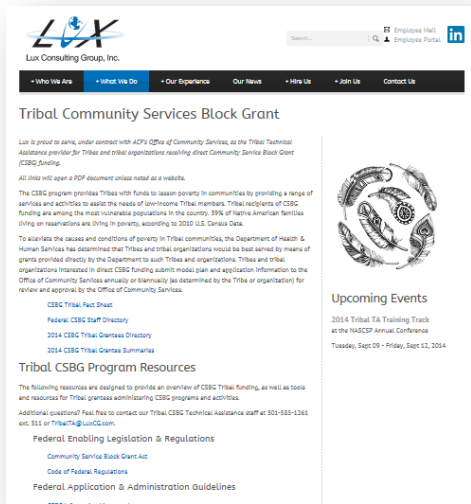 LUX
Lux Consulting Group, Inc.
Search...
Employee Mail
Employee Portal
in
+ Who We Are
+ What We Do
+ Our Experience
Our News
+ Hire Us
+ Join Us
Contact Us
Tribal Community Services Block Grant
Lux is proud to serve, under contract with ACF's Office of Community Services, as the Tribal Technical
Assistance provider for Tribes and tribal organizations receiving direct Community Service Block Grant
(CSBG) funding.
All links will open a PDF document unless noted as a website.
The CSBG program provides Tribes with funds to lessen poverty in communities by providing a range of
services and activities to assist the needs of low-income Tribal members. Tribal recipients of CSBG
funding are among the most vulnerable populations in the country. 39% of Native American families
living on reservations are living in poverty, according to 2010 U.S. Census Data.
To alleviate the causes and conditions of poverty in Tribal communities, the Department of Health &
Human Services has determined that Tribes and tribal organizations would be best served by means of
grants provided directly by the Department to such Tribes and organizations. Tribes and tribal
organizations interested in direct CSBG funding submit model plan and application information to the
Office of Community Services annually or biannually (as determined by the Tribe or organization) for
review and approval by the Office of Community Services.
CSBG Tribal Fact Sheet
Federal CSBG Staff Directory
2014 CSBG Tribal Grantees Directory
2014 CSBG Tribal Grantee Summaries
Tribal CSBG Program Resources
The following resources are designed to provide an overview of CSBG Tribal funding, as well as tools
and resources for Tribal grantees administering CSBG programs and activities.
Additional questions? Feel free to contact our Tribal CSBG Technical Assistance staff at 301-585-1261
ext. 311 or TribalTA@LuxCG.com.
Federal Enabling Legislation & Regulations
Community Service Block Grant Act
Code of Federal Regulations
Federal Application & Administration Guidelines
Upcoming Events
2014 Tribal TA Training Track
at the NASCSP Annual Conference
Tuesday, Sept 09 - Friday, Sept 12, 2014